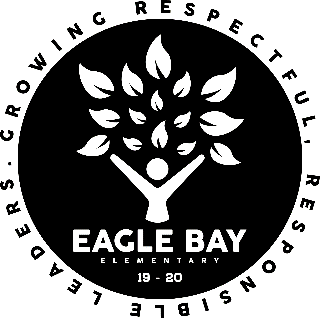 GROWING RESPECTFUL, RESPONSIBLE LEADERS.
EAGLE BAY
ELEMENTARY
19 - 20